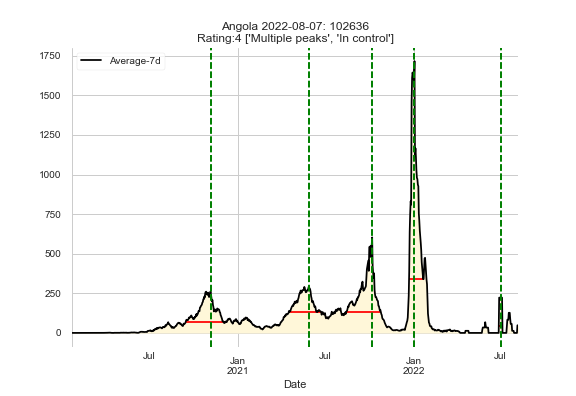 Angola 2022-08-07: 102636
Rating:4 ['Multiple peaks', 'In control']
Average-7d
1750
1500
1250
1000
750
500
250
0
Jul
Jan
2021
Jul
Jan
2022
Jul
Date